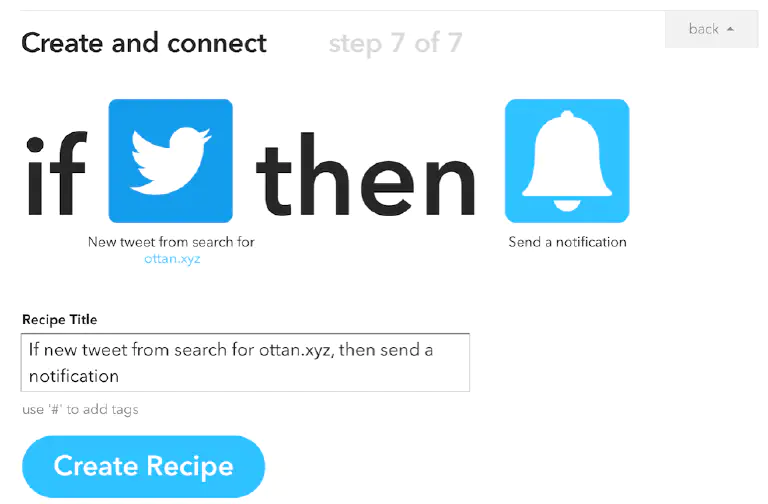 Create and connect step 7 of 7 back
if then
New tweet from search for Send a notification
ottan.xyz
Recipe Title
If new tweet from search for ottan.xyz, then send a
notification
use '#' to add tags
Create Recipe